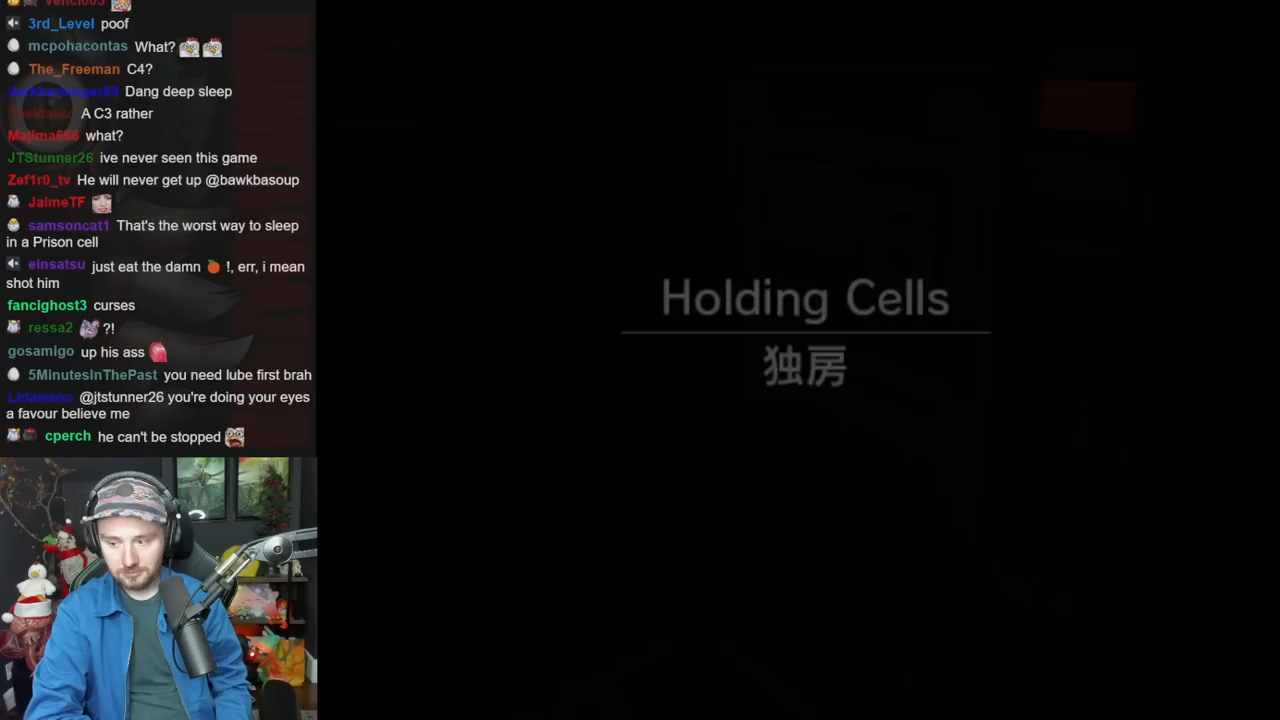 3rd_Level poof
mcpohacontas What?
The_Freeman C4?
darkharbinger89 Dang deep sleep
A C3 rather
Majima666 what?
JTStunner26 ive never seen this game
Zef1r0_tv He will never get up @bawkbasoup
JaimeTF
samsoncat1 That's the worst way to sleep
in a Prison cell
einsatsu just eat the damn !, err, i mean
shot him
fancighost3 curses
ressa2 ?!
gosamigo up his ass
5MinutesInThePast you need lube first brah
@jtstunner26 you're doing your eyes
a favour believe me
cperch he can't be stopped
Holding Cells
独房